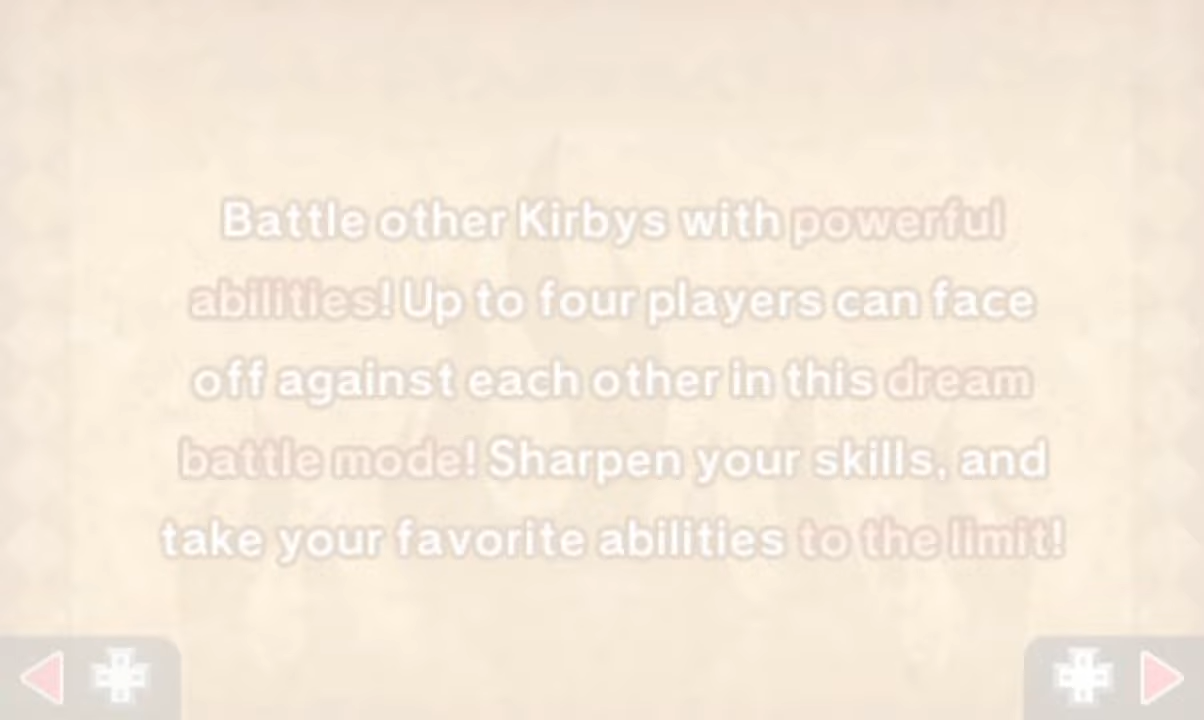 Battle other Kirbys with powerful
abilities! Up to four players can face
off against each other in this dream
battle mode! Sharpen your skills, and
take your favorite abilities to the limit!